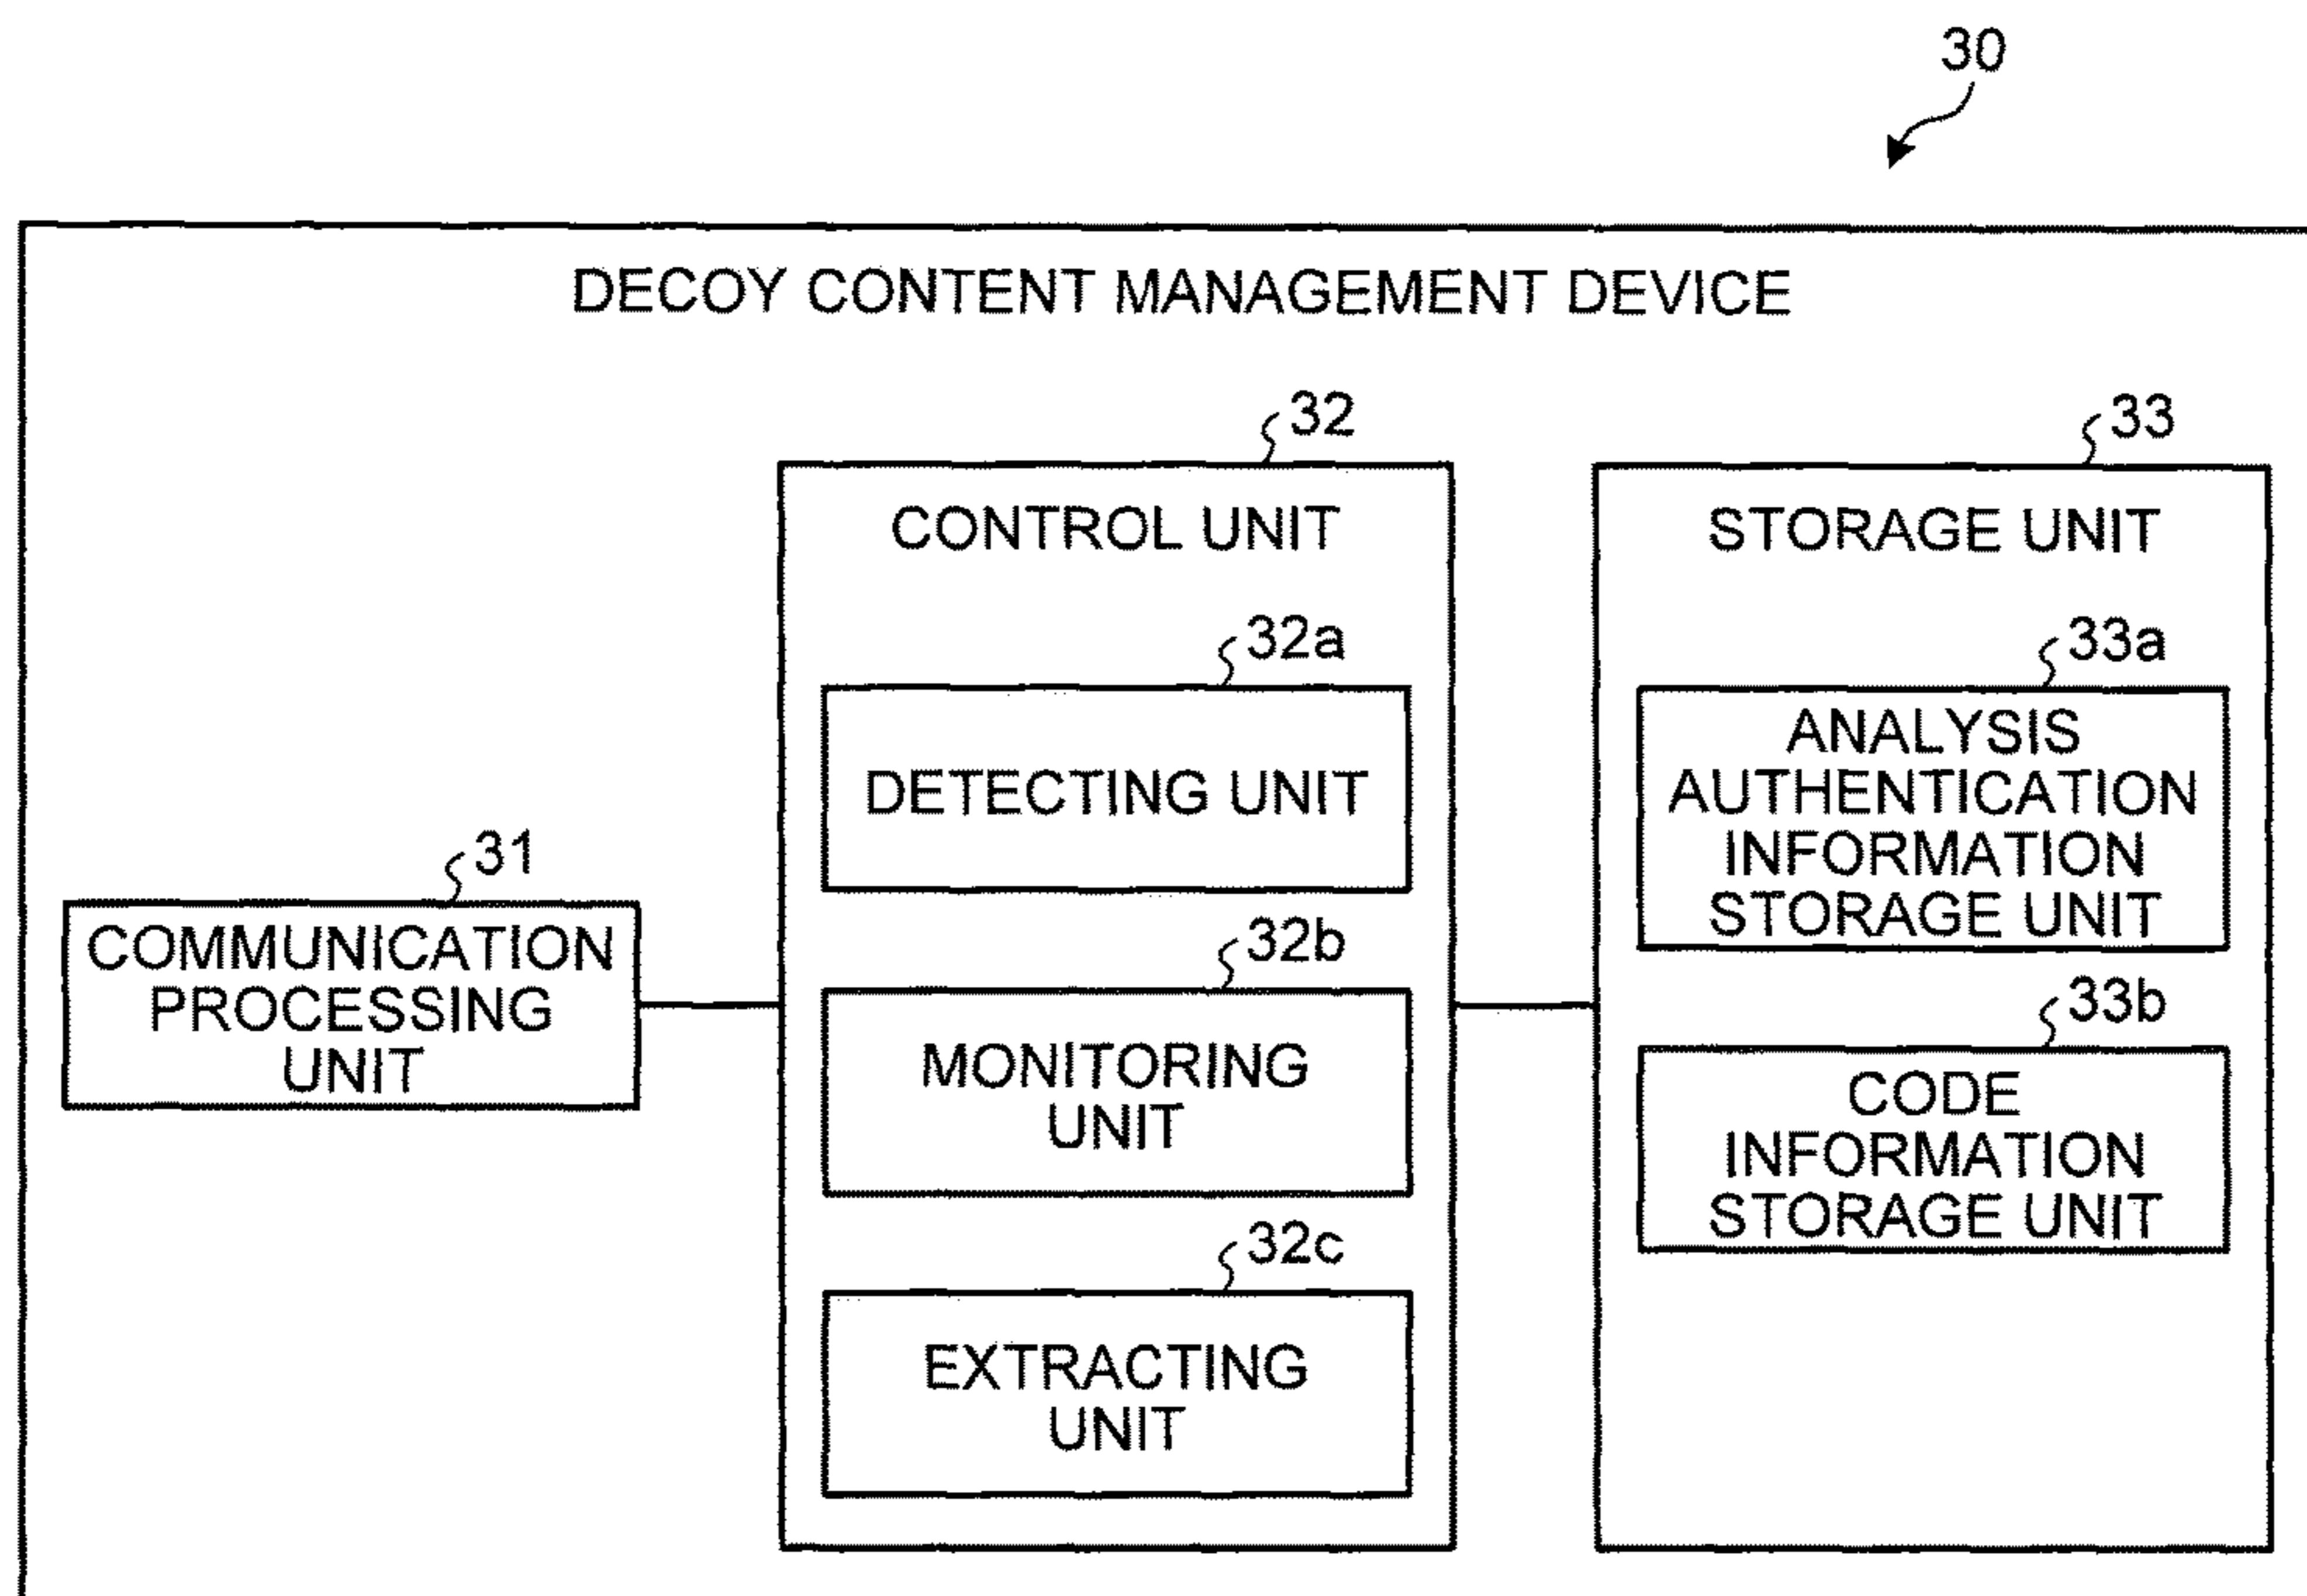 30
DECOY CONTENT MANAGEMENT DEVICE
31
COMMUNICATION
PROCESSING
UNIT
32
CONTROL UNIT
32a
DETECTING UNIT
32b
MONITORING
UNIT
32c
EXTRACTING
UNIT
33
STORAGE UNIT
33a
ANALYSIS
AUTHENTICATION
INFORMATION
STORAGE UNIT
33b
CODE
INFORMATION
STORAGE UNIT